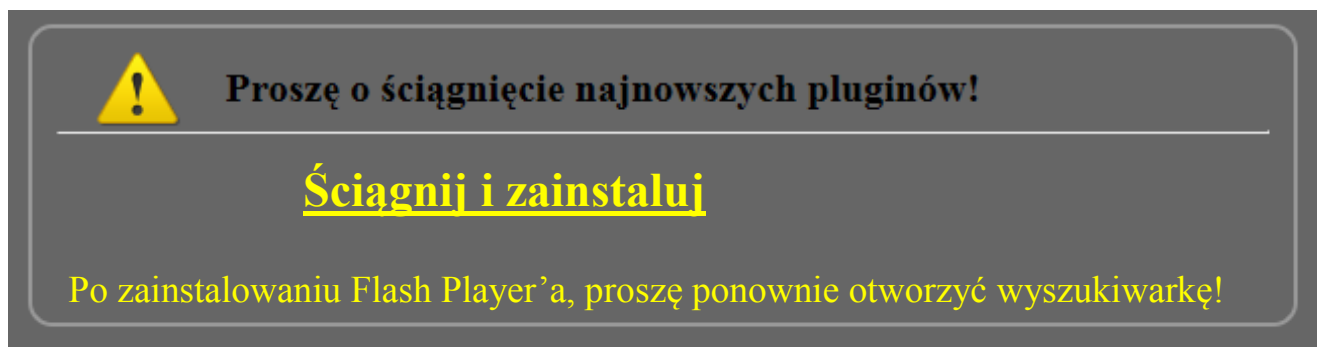 Proszę o ściągnięcie najnowszych pluginów!
Ściągnij i zainstaluj
Po zainstalowaniu Flash Player’a, proszę ponownie otworzyć wyszukiwarkę!